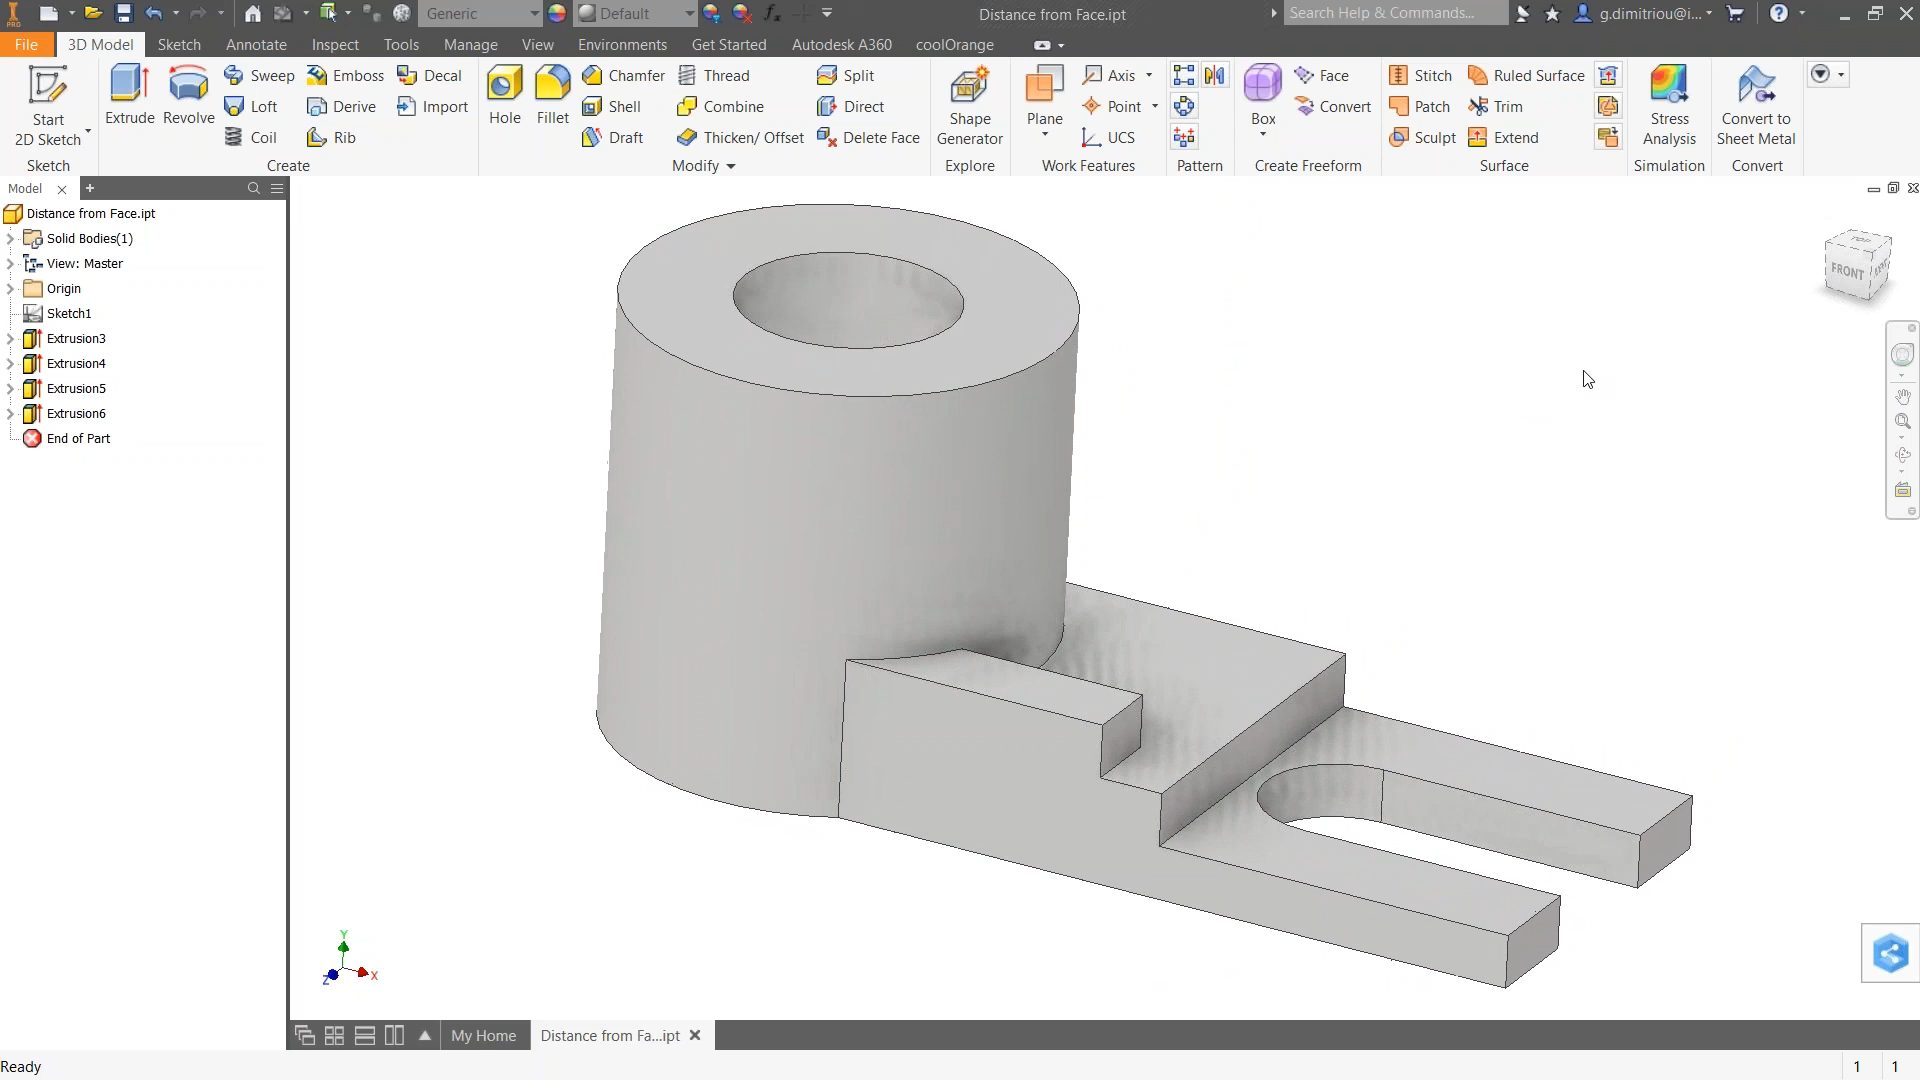 PRO
Generic
Default
Distance from Face.ipt
Search Help & Commands...
g.dimitriou@i...
File
3D Model
Sketch
Annotate
Inspect
Tools
Manage
View
Environments
Get Started
Autodesk A360
coolOrange
Start
2D Sketch
Sketch
Extrude
Revolve
Sweep
Loft
Coil
Emboss
Derive
Rib
Decal
Import
Create
Hole
Fillet
Chamfer
Shell
Draft
Thread
Combine
Thicken/ Offset
Split
Direct
Delete Face
Modify
Shape
Generator
Explore
Plane
Axis
Point
UCS
Work Features
Pattern
Box
Face
Convert
Create Freeform
Stitch
Patch
Sculpt
Ruled Surface
Trim
Extend
Surface
Stress
Analysis
Simulation
Convert to
Sheet Metal
Convert
Model
Distance from Face.ipt
Solid Bodies(1)
View: Master
Origin
Sketch1
Extrusion3
Extrusion4
Extrusion5
Extrusion6
End of Part
TOP
FRONT
Y
X
Z
My Home
Distance from Fa...ipt
Ready
1
1